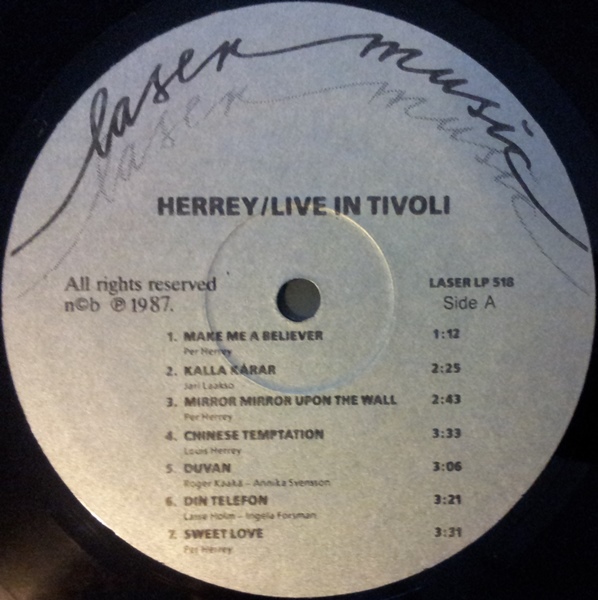 laser music
laser music
HERREY/LIVE IN TIVOLI
All rights reserved
n©b ℗ 1987.
LASER LP 518
Side A
1. MAKE ME A BELIEVER 1:12
Per Herrey
2. KALLA KÅRAR 2:25
Jari Laakso
3. MIRROR MIRROR UPON THE WALL 2:43
Per Herrey
4. CHINESE TEMPTATION 3:33
Louis Herrey
5. DUVAN 3:06
Roger Kaaká – Annika Svensson
6. DIN TELEFON 3:21
Lasse Holm – Ingela Forsman
7. SWEET LOVE 3:31
Per Herrey